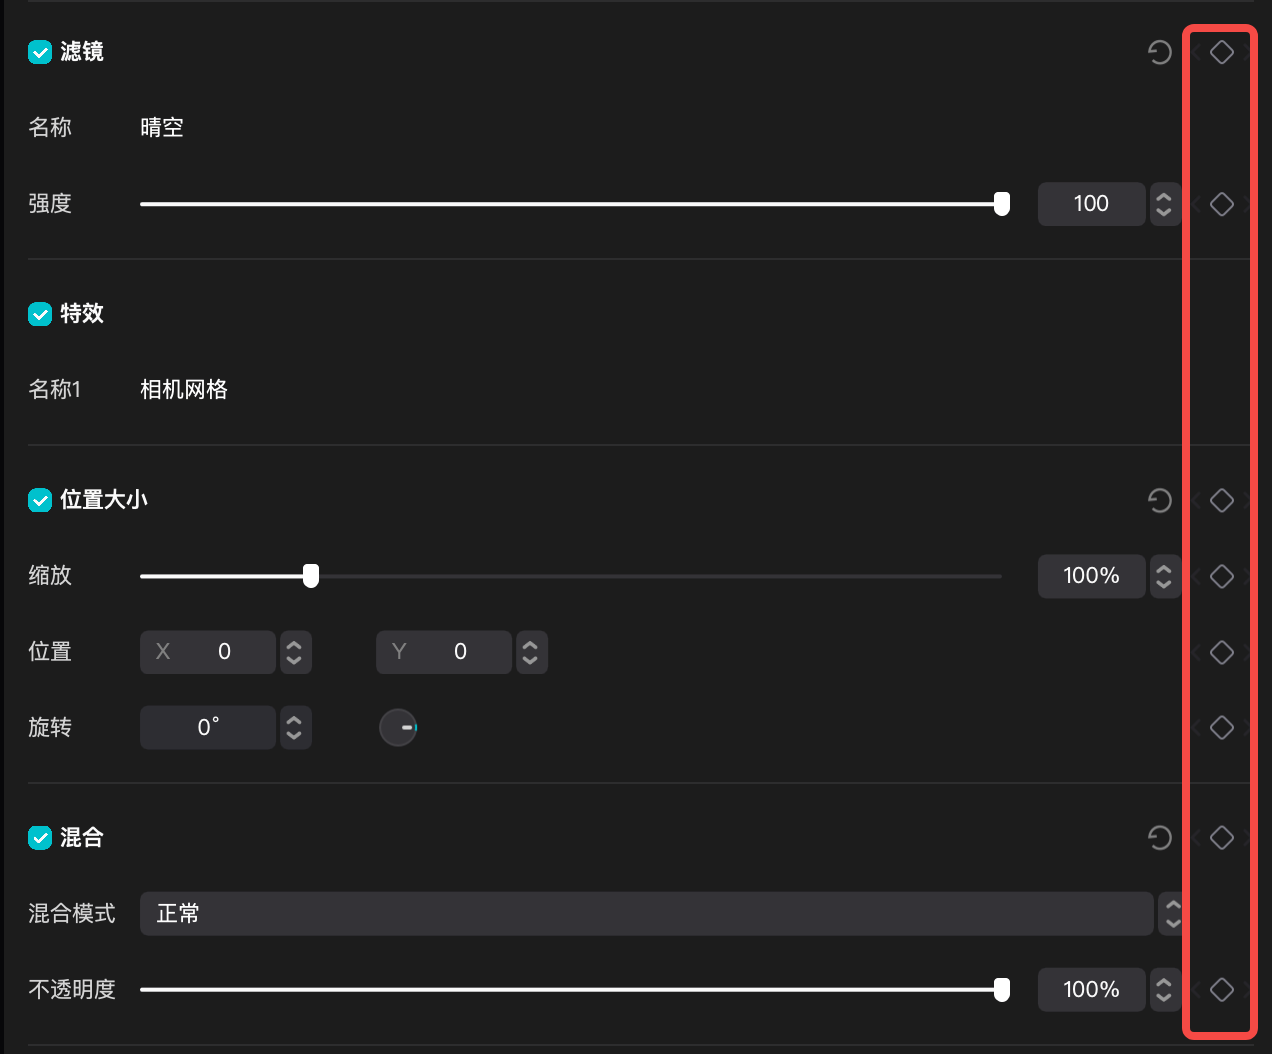 滤镜
名称 晴空
强度 100
特效
名称1 相机网格
位置大小
缩放 100%
位置 X 0 Y 0
旋转 0°
混合
混合模式 正常
不透明度 100%